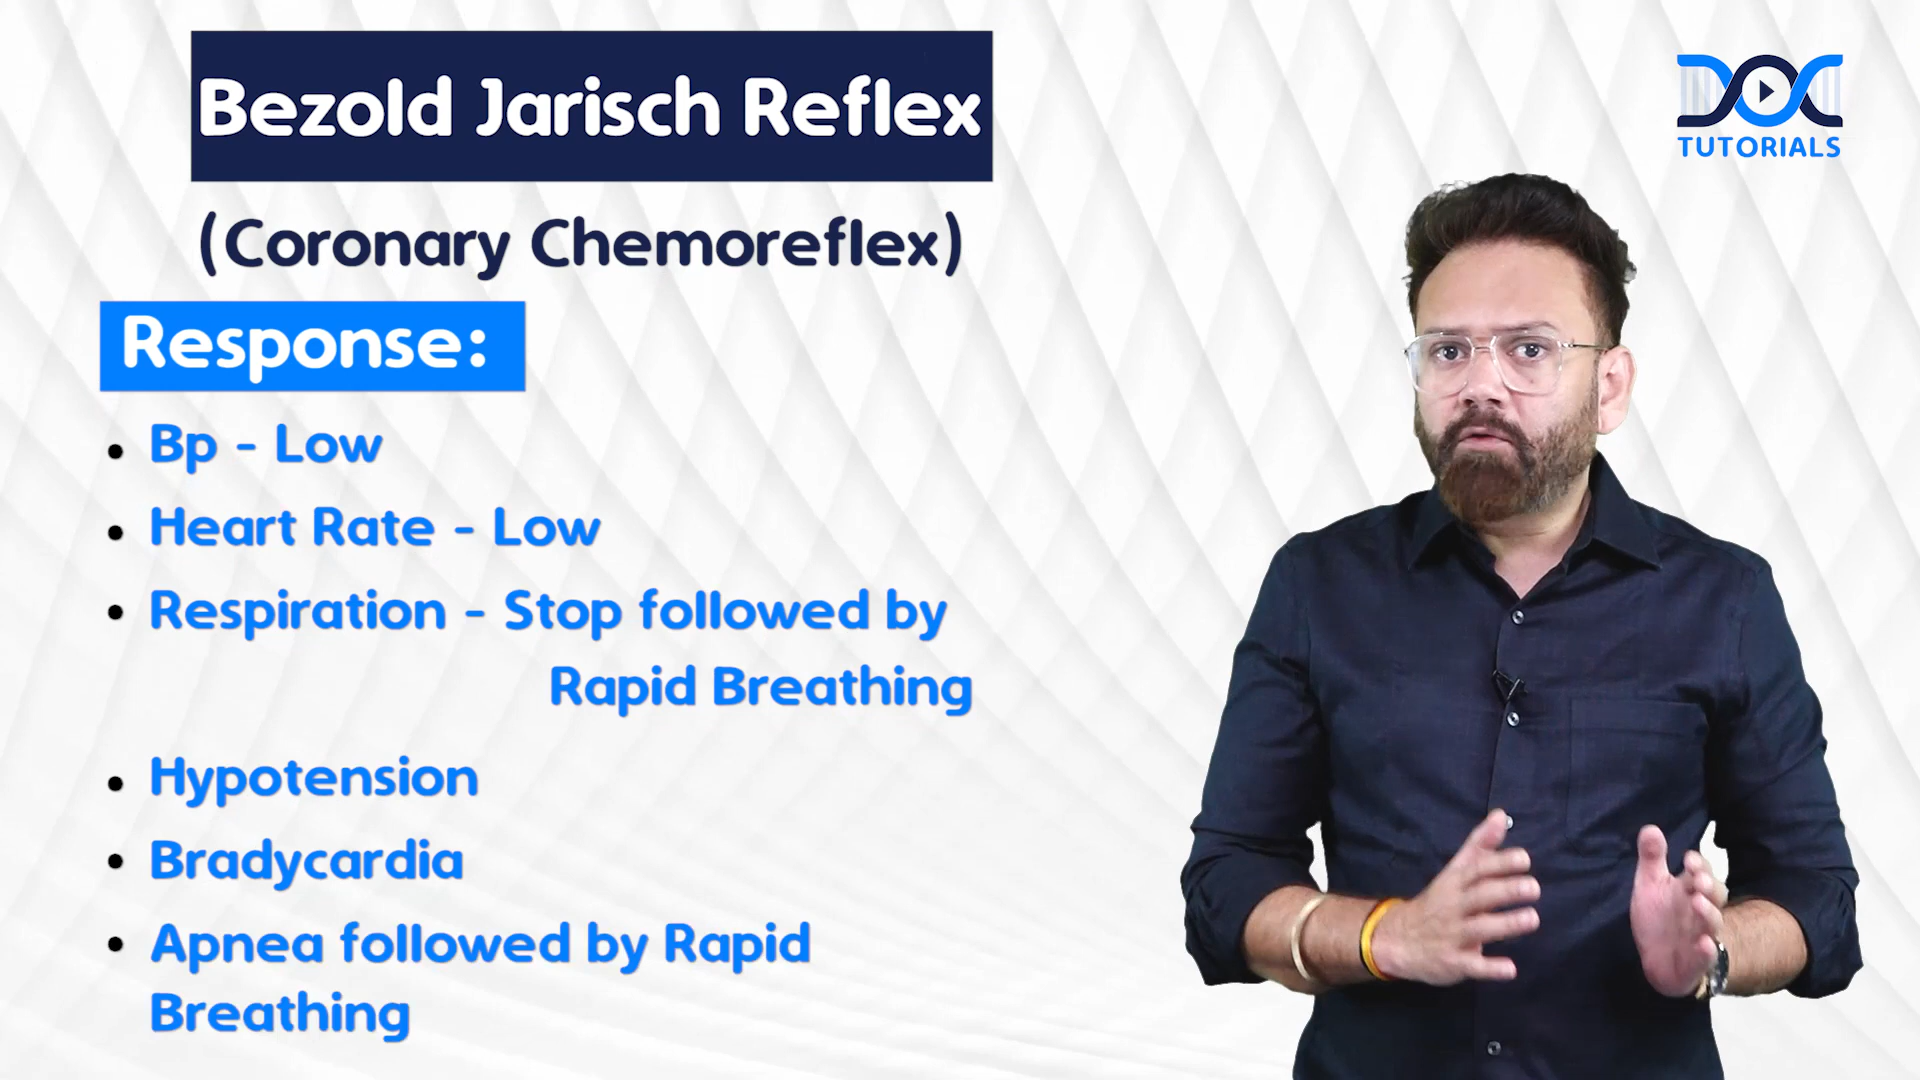 Bezold Jarisch Reflex
(Coronary Chemoreflex)
Response:
• Bp - Low
• Heart Rate - Low
• Respiration - Stop followed by
Rapid Breathing
• Hypotension
• Bradycardia
• Apnea followed by Rapid
Breathing
DOC
TUTORIALS